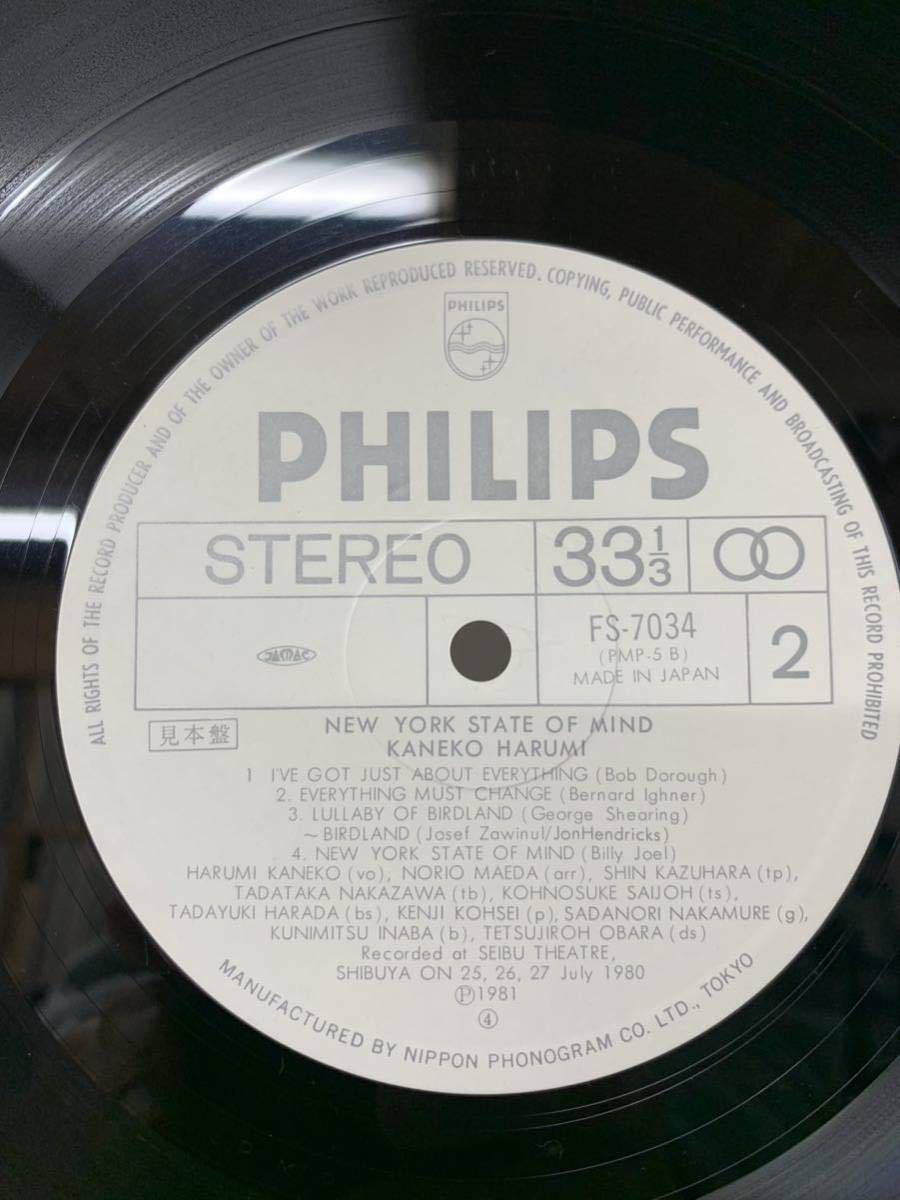 ALL RIGHTS OF THE RECORD PRODUCER AND OF THE OWNER OF THE WORK REPRODUCED RESERVED. COPYING, PUBLIC PERFORMANCE AND BROADCASTING OF THIS RECORD PROHIBITED
PHILIPS
PHILIPS
STEREO
33 1/3
JASRAC
FS-7034
(PMP-5 B)
MADE IN JAPAN
2
見本盤
NEW YORK STATE OF MIND
KANEKO HARUMI
1 I'VE GOT JUST ABOUT EVERYTHING (Bob Dorough)
2. EVERYTHING MUST CHANGE (Bernard Ighner)
3. LULLABY OF BIRDLAND (George Shearing)
~ BIRDLAND (Josef Zawinul/JonHendricks)
4. NEW YORK STATE OF MIND (Billy Joel)
HARUMI KANEKO (vo), NORIO MAEDA (arr), SHIN KAZUHARA (tp),
TADATAKA NAKAZAWA (tb), KOHNOSUKE SAIJOH (ts),
TADAYUKI HARADA (bs), KENJI KOHSEI (p), SADANORI NAKAMURE (g),
KUNIMITSU INABA (b), TETSUJIROH OBARA (ds)
Recorded at SEIBU THEATRE,
SHIBUYA ON 25, 26, 27 July 1980
Ⓟ1981
④
MANUFACTURED BY NIPPON PHONOGRAM CO. LTD., TOKYO